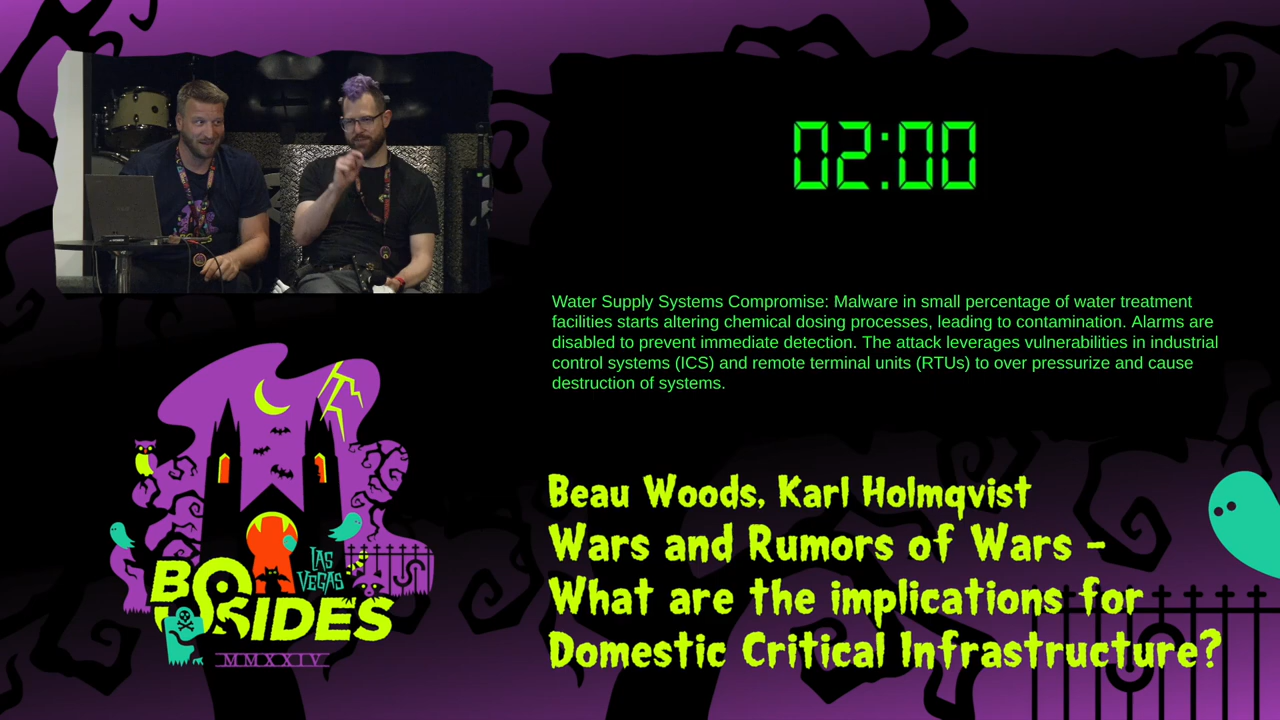 02:00
Water Supply Systems Compromise: Malware in small percentage of water treatment
facilities starts altering chemical dosing processes, leading to contamination. Alarms are
disabled to prevent immediate detection. The attack leverages vulnerabilities in industrial
control systems (ICS) and remote terminal units (RTUs) to over pressurize and cause
destruction of systems.
LAS
VEGAS
BSIDES
MMXXIV
Beau Woods, Karl Holmqvist
Wars and Rumors of Wars –
What are the implications for
Domestic Critical Infrastructure?